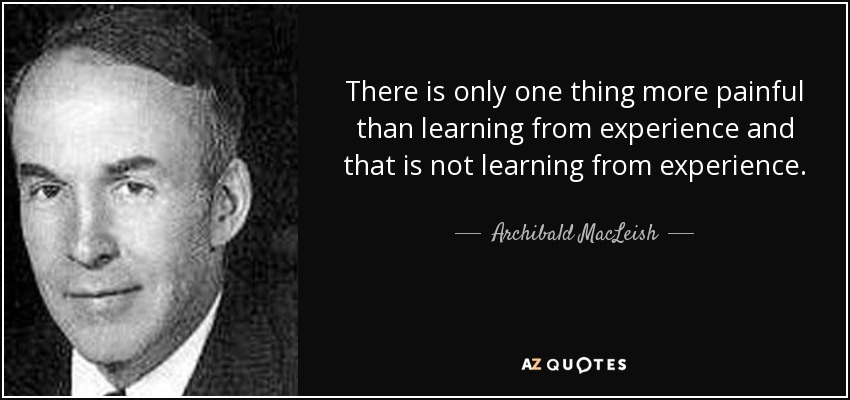 There is only one thing more painful
than learning from experience and
that is not learning from experience.
Archibald MacLeish
AZ QUOTES